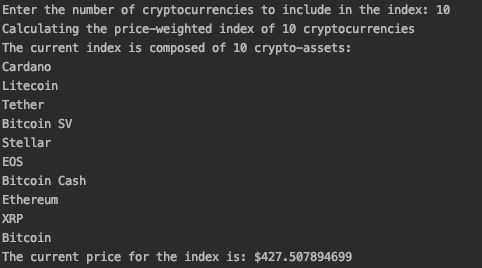 Enter the number of cryptocurrencies to include in the index: 10
Calculating the price-weighted index of 10 cryptocurrencies
The current index is composed of 10 crypto-assets:
Cardano
Litecoin
Tether
Bitcoin SV
Stellar
EOS
Bitcoin Cash
Ethereum
XRP
Bitcoin
The current price for the index is: $427.507894699